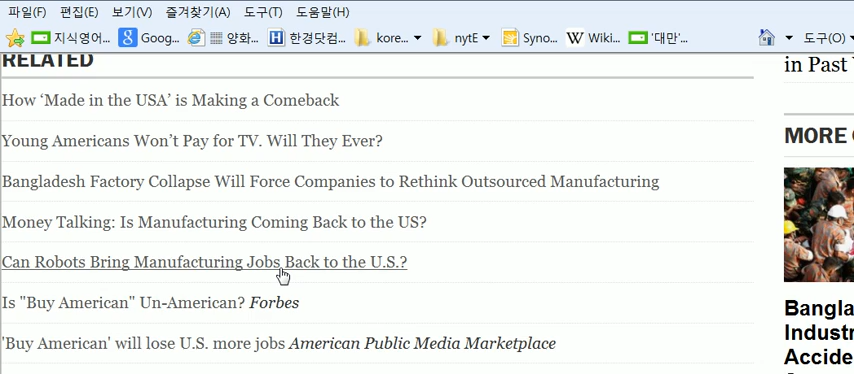 파일(F) 편집(E) 보기(V) 즐겨찾기(A) 도구(T) 도움말(H)
지식영어... Goog... 양화... 한경닷컴... kore... nytE Syno... W Wiki... '대만'... 도구(O)
RELATED
in Past
How ‘Made in the USA’ is Making a Comeback
Young Americans Won’t Pay for TV. Will They Ever?
MORE
Bangladesh Factory Collapse Will Force Companies to Rethink Outsourced Manufacturing
Money Talking: Is Manufacturing Coming Back to the US?
Can Robots Bring Manufacturing Jobs Back to the U.S.?
Is "Buy American" Un-American? Forbes
'Buy American' will lose U.S. more jobs American Public Media Marketplace
Bangla
Industr
Accide